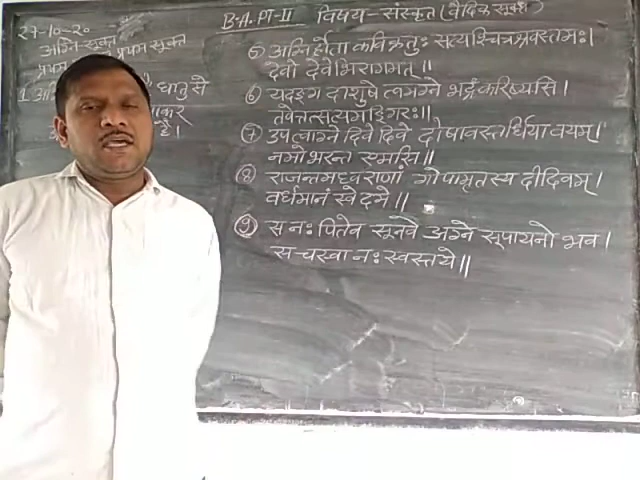 27-10-20
B.A. PT-II विषय - संस्कृत (वैदिक सूक्त)
अग्नि सूक्त प्रथम सूक्त
धातु से
है।
⑤ अग्निर्होता कविक्रतुः सत्यश्चित्रश्रवस्तमः।
देवो देवेभिरागमत्॥
⑥ यदङ्ग दाशुषे त्वमग्ने भद्रंकरिष्यसि।
तवेत्तत्सत्यमाङ्गिरः॥
⑦ उप त्वाग्ने दिवे दिवे दोषावस्तर्धिया वयम्।
नमो भरन्त एमसि॥
⑧ राजन्तमध्वराणां गोपामृतस्य दीदिवम्।
वर्धमानं स्वे दमे॥
⑨ स नः पितेव सूनवे अग्ने सूपायनो भव।
सचस्वा नः स्वस्तये॥